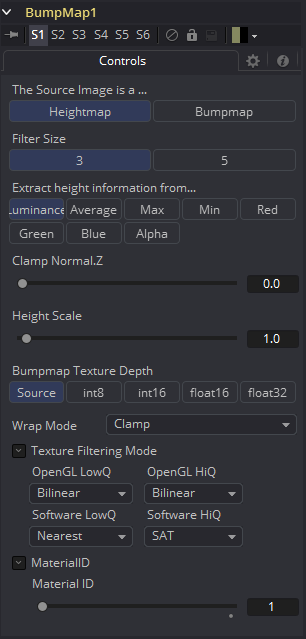 BumpMap1
S1 S2 S3 S4 S5 S6
Controls
The Source Image is a ...
Heightmap Bumpmap
Filter Size
3 5
Extract height information from...
Luminance Average Max Min Red
Green Blue Alpha
Clamp Normal.Z
0.0
Height Scale
1.0
Bumpmap Texture Depth
Source int8 int16 float16 float32
Wrap Mode Clamp
Texture Filtering Mode
OpenGL LowQ OpenGL HiQ
Bilinear Bilinear
Software LowQ Software HiQ
Nearest SAT
MaterialID
Material ID
1